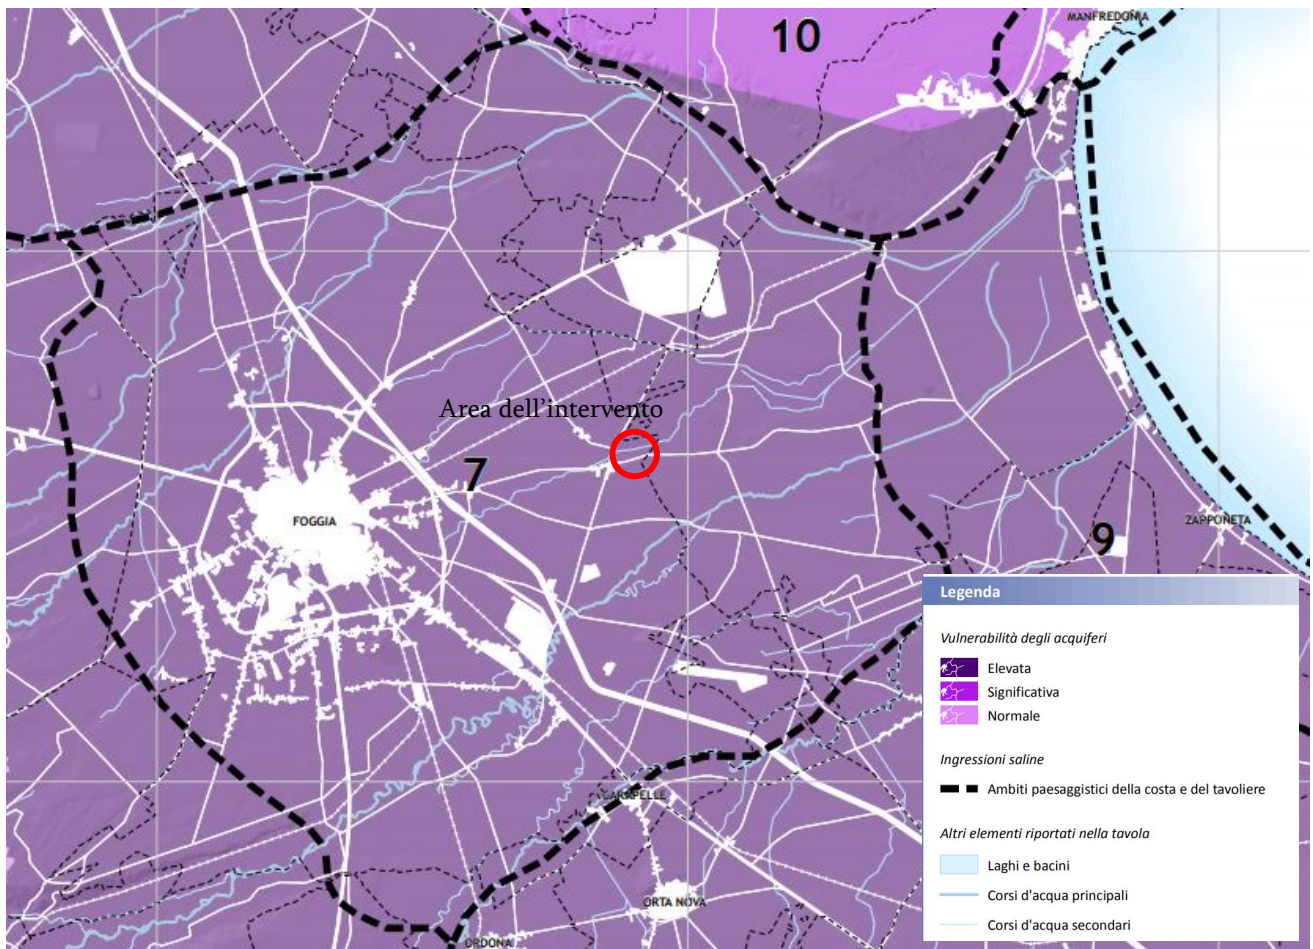 MANFREDONIA
10
Area dell'intervento
7
FOGGIA
ZAPPONETA
9
CARAPELLE
ORTA NOVA
ORDONA
Legenda
Vulnerabilità degli acquiferi
Elevata
Significativa
Normale
Ingressioni saline
Ambiti paesaggistici della costa e del tavoliere
Altri elementi riportati nella tavola
Laghi e bacini
Corsi d'acqua principali
Corsi d'acqua secondari